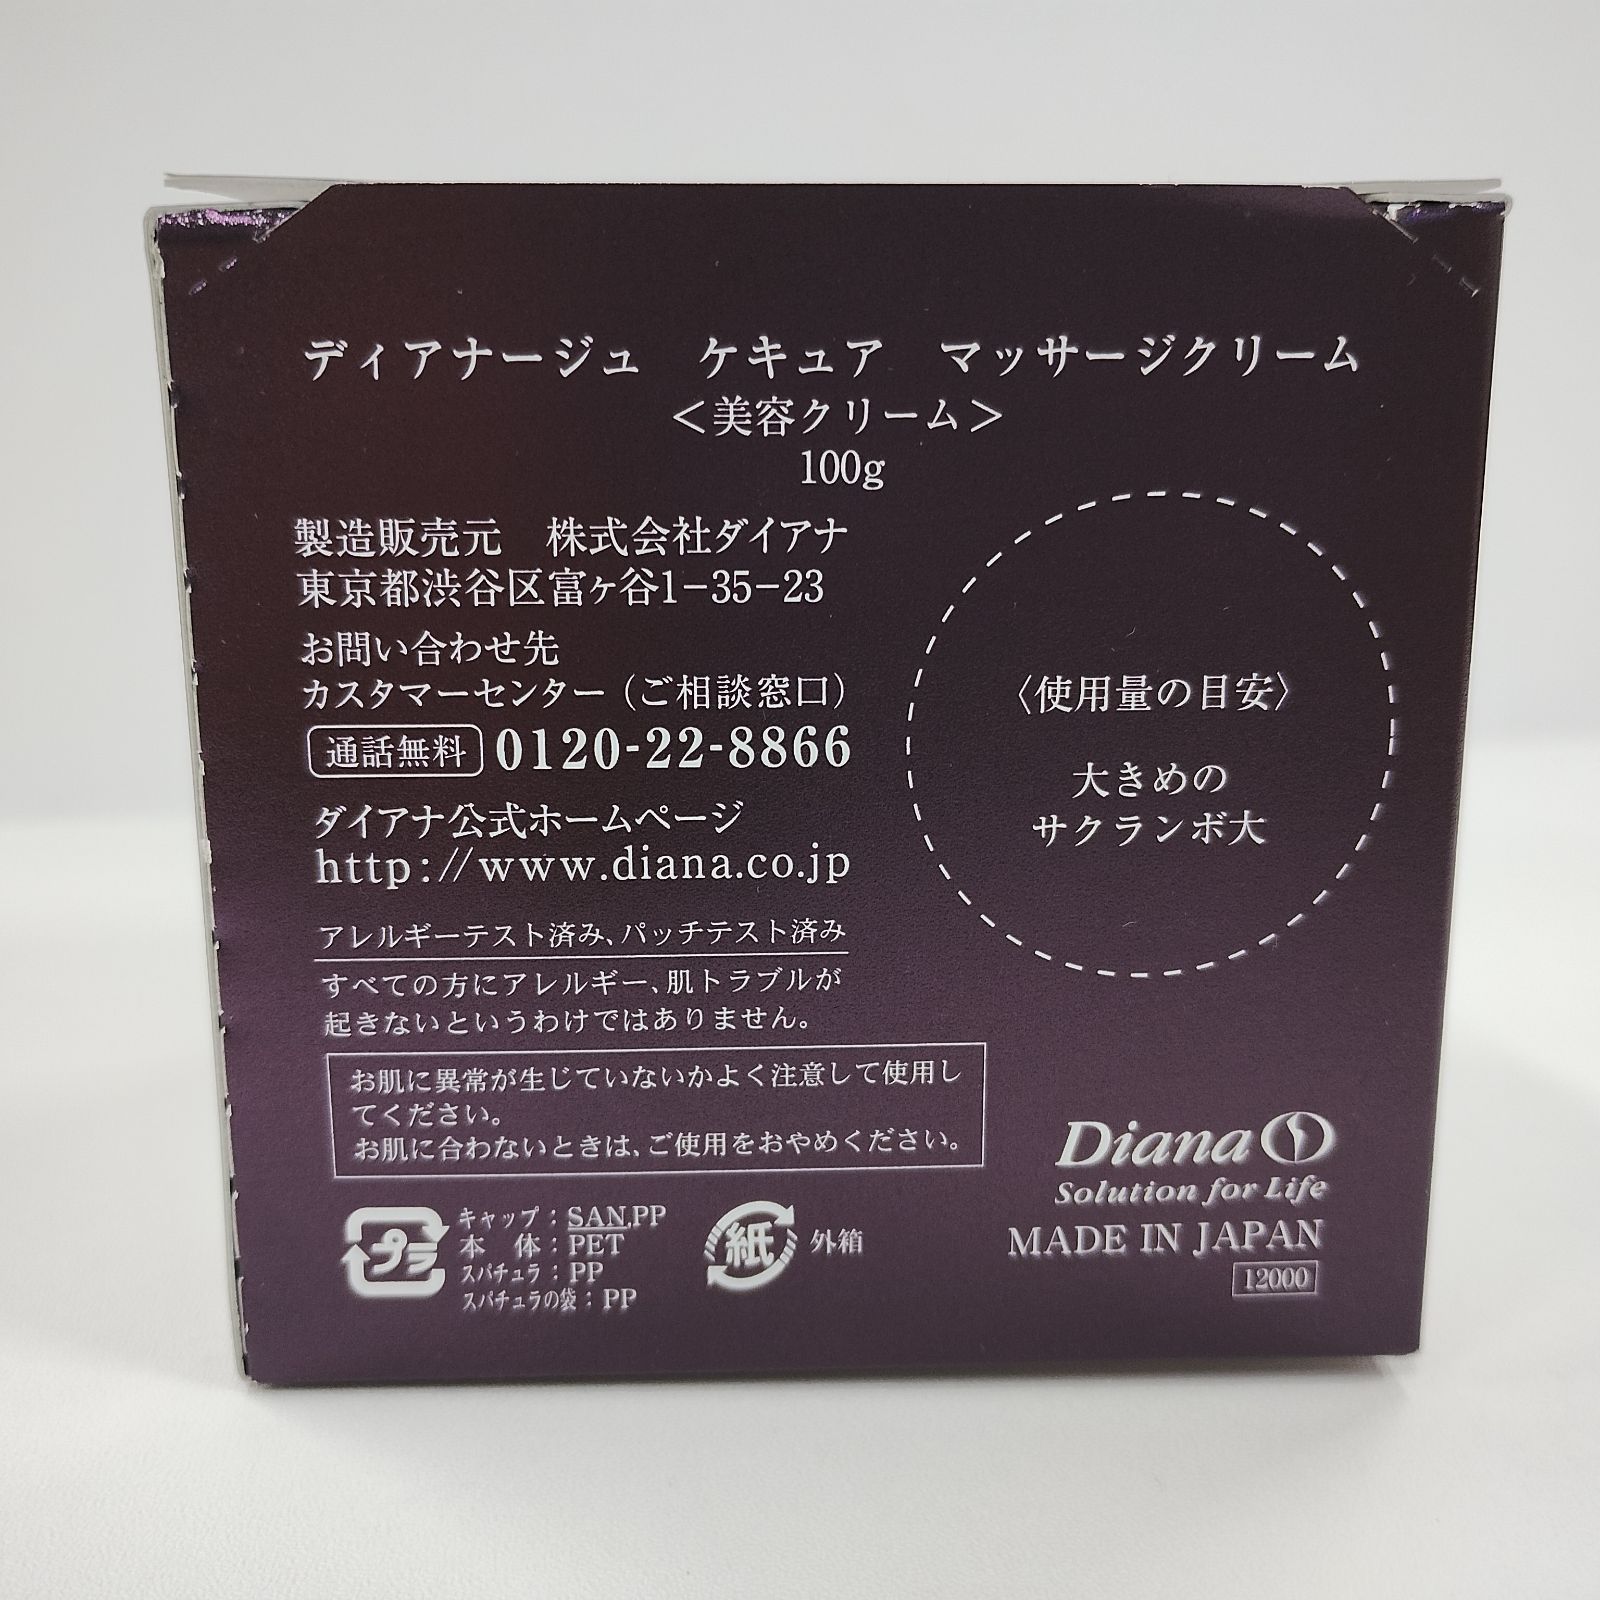 ディアナージュ　ケキュア　マッサージクリーム
＜美容クリーム＞
100g
製造販売元　株式会社ダイアナ
東京都渋谷区富ヶ谷1−35−23
お問い合わせ先
カスタマーセンター（ご相談窓口）
通話無料 0120-22-8866
ダイアナ公式ホームページ
http://www.diana.co.jp
アレルギーテスト済み、パッチテスト済み
すべての方にアレルギー、肌トラブルが
起きないというわけではありません。
お肌に異常が生じていないかよく注意して使用し
てください。
お肌に合わないときは、ご使用をおやめください。
〈使用量の目安〉
大きめの
サクランボ大
プラ
キャップ：SAN,PP
本　体：PET
スパチュラ：PP
スパチュラの袋：PP
紙 外箱
Diana
Solution for Life
MADE IN JAPAN
12000